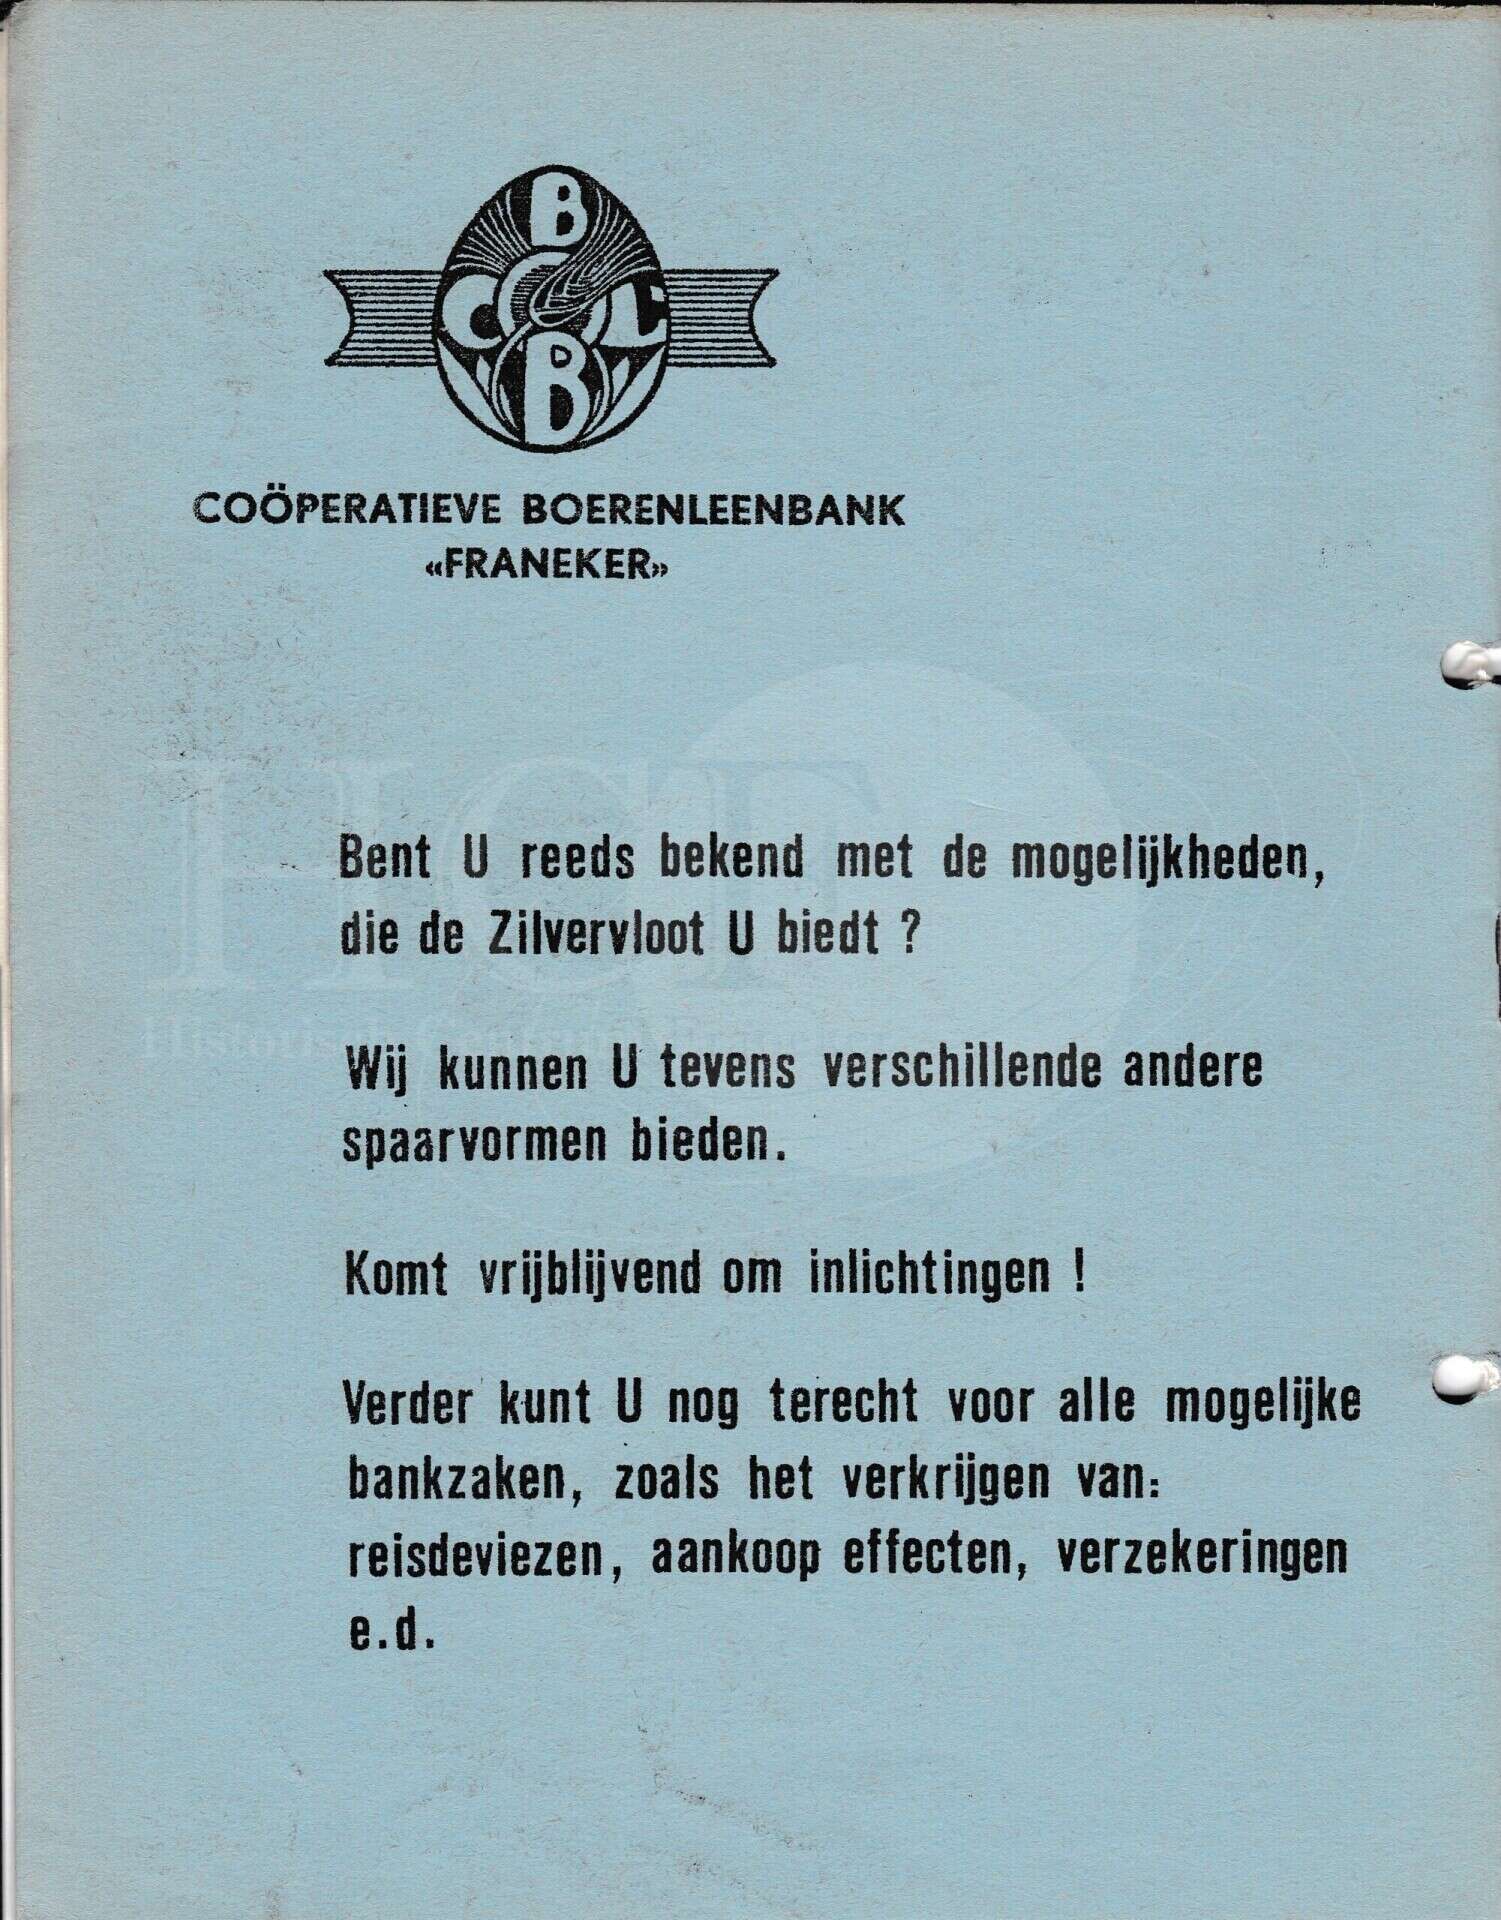 B
C L
B
COÖPERATIEVE BOERENLEENBANK
«FRANEKER»
HCF
Bent U reeds bekend met de mogelijkheden,
die de Zilvervloot U biedt ?
Wij kunnen U tevens verschillende andere
spaarvormen bieden.
Komt vrijblijvend om inlichtingen !
Verder kunt U nog terecht voor alle mogelijke
bankzaken, zoals het verkrijgen van:
reisdeviezen, aankoop effecten, verzekeringen
e.d.